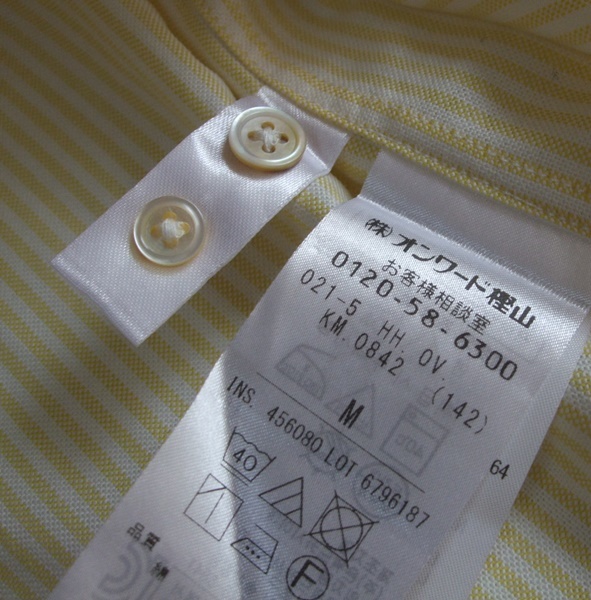 (株)オンワード樫山
お客様相談室
0120-58-6300
021-5 HH. OV.
KM. 0842 (142)
M
64
INS. 456080 LOT 6796187
40
F
品質
綿